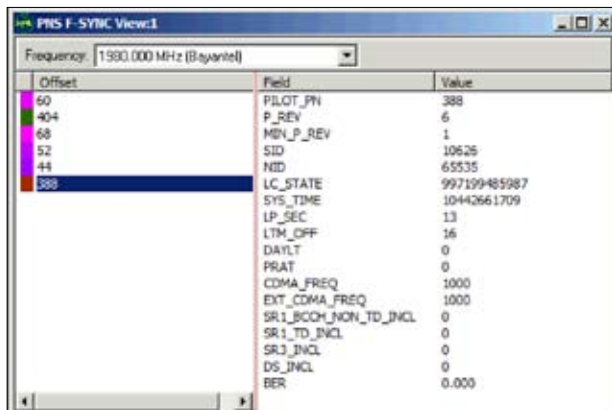 PNS F-SYNC View:1
Frequency: 1980.000 MHz (Bayantel)
Offset Field Value
60 PILOT_PN 388
404 P_REV 6
68 MIN_P_REV 1
52 SID 10626
44 NID 65535
388 LC_STATE 997199485987
SYS_TIME 10442661709
LP_SEC 13
LTM_OFF 16
DAYLT 0
PRAT 0
CDMA_FREQ 1000
EXT_CDMA_FREQ 1000
SR1_BCCH_NON_TD_INCL 0
SR1_TD_INCL 0
SR3_INCL 0
DS_INCL 0
BER 0.000